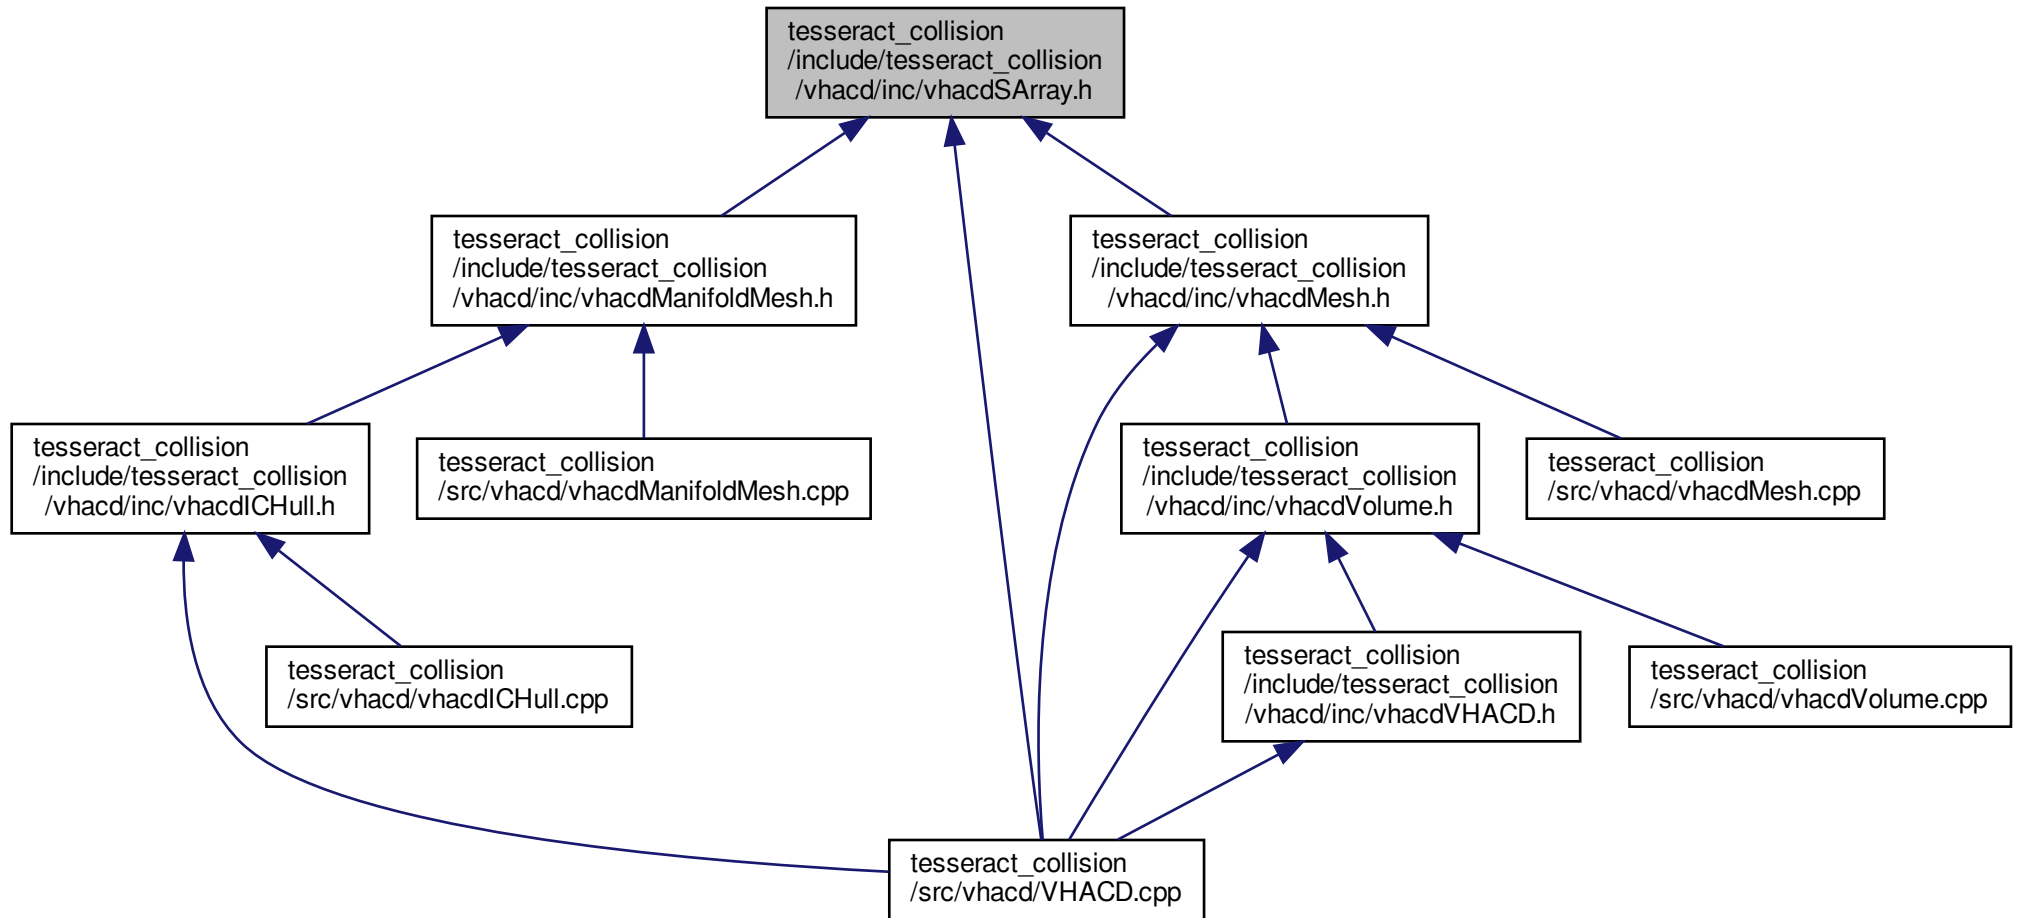 tesseract_collision
/include/tesseract_collision
/vhacd/inc/vhacdSArray.h
tesseract_collision
/include/tesseract_collision
/vhacd/inc/vhacdManifoldMesh.h
tesseract_collision
/include/tesseract_collision
/vhacd/inc/vhacdMesh.h
tesseract_collision
/include/tesseract_collision
/vhacd/inc/vhacdICHull.h
tesseract_collision
/src/vhacd/vhacdManifoldMesh.cpp
tesseract_collision
/include/tesseract_collision
/vhacd/inc/vhacdVolume.h
tesseract_collision
/src/vhacd/vhacdMesh.cpp
tesseract_collision
/src/vhacd/vhacdICHull.cpp
tesseract_collision
/include/tesseract_collision
/vhacd/inc/vhacdVHACD.h
tesseract_collision
/src/vhacd/vhacdVolume.cpp
tesseract_collision
/src/vhacd/VHACD.cpp